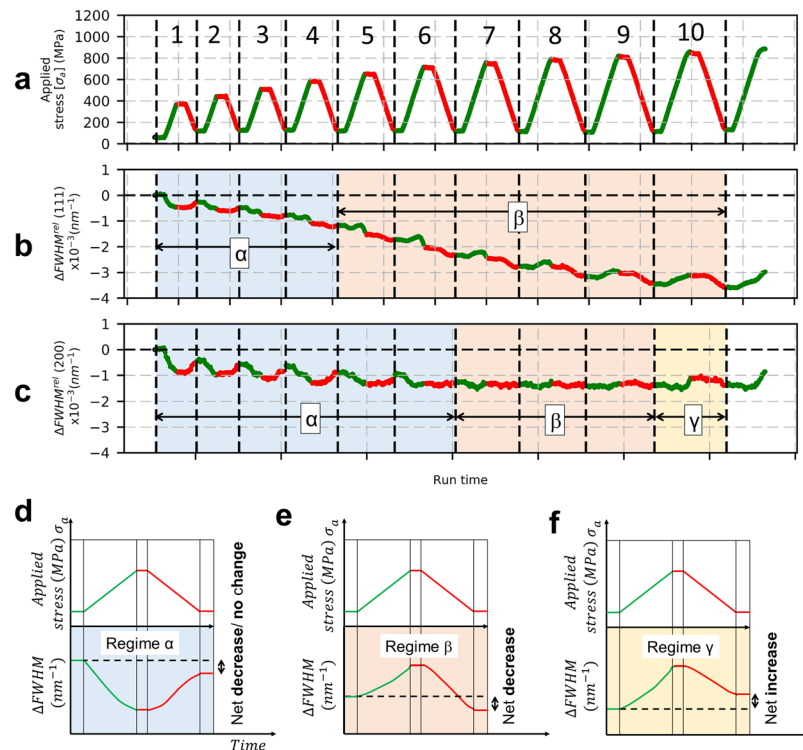 a
Applied
stress [σₐ] (MPa)
1200
1000
800
600
400
200
0
1 2 3 4 5 6 7 8 9 10
b
ΔFWHMʳᵉˡ (111)
x10⁻³(nm⁻¹)
1
0
−1
−2
−3
−4
α
β
c
ΔFWHMʳᵉˡ (200)
x10⁻³(nm⁻¹)
1
0
−1
−2
−3
−4
α
β
γ
Run time
d
Applied
stress (MPa) σₐ
Regime α
ΔFWHM
(nm⁻¹)
Net decrease/ no change
Time
e
Applied
stress (MPa) σₐ
Regime β
ΔFWHM
(nm⁻¹)
Net decrease
f
Applied
stress (MPa) σₐ
Regime γ
ΔFWHM
(nm⁻¹)
Net increase